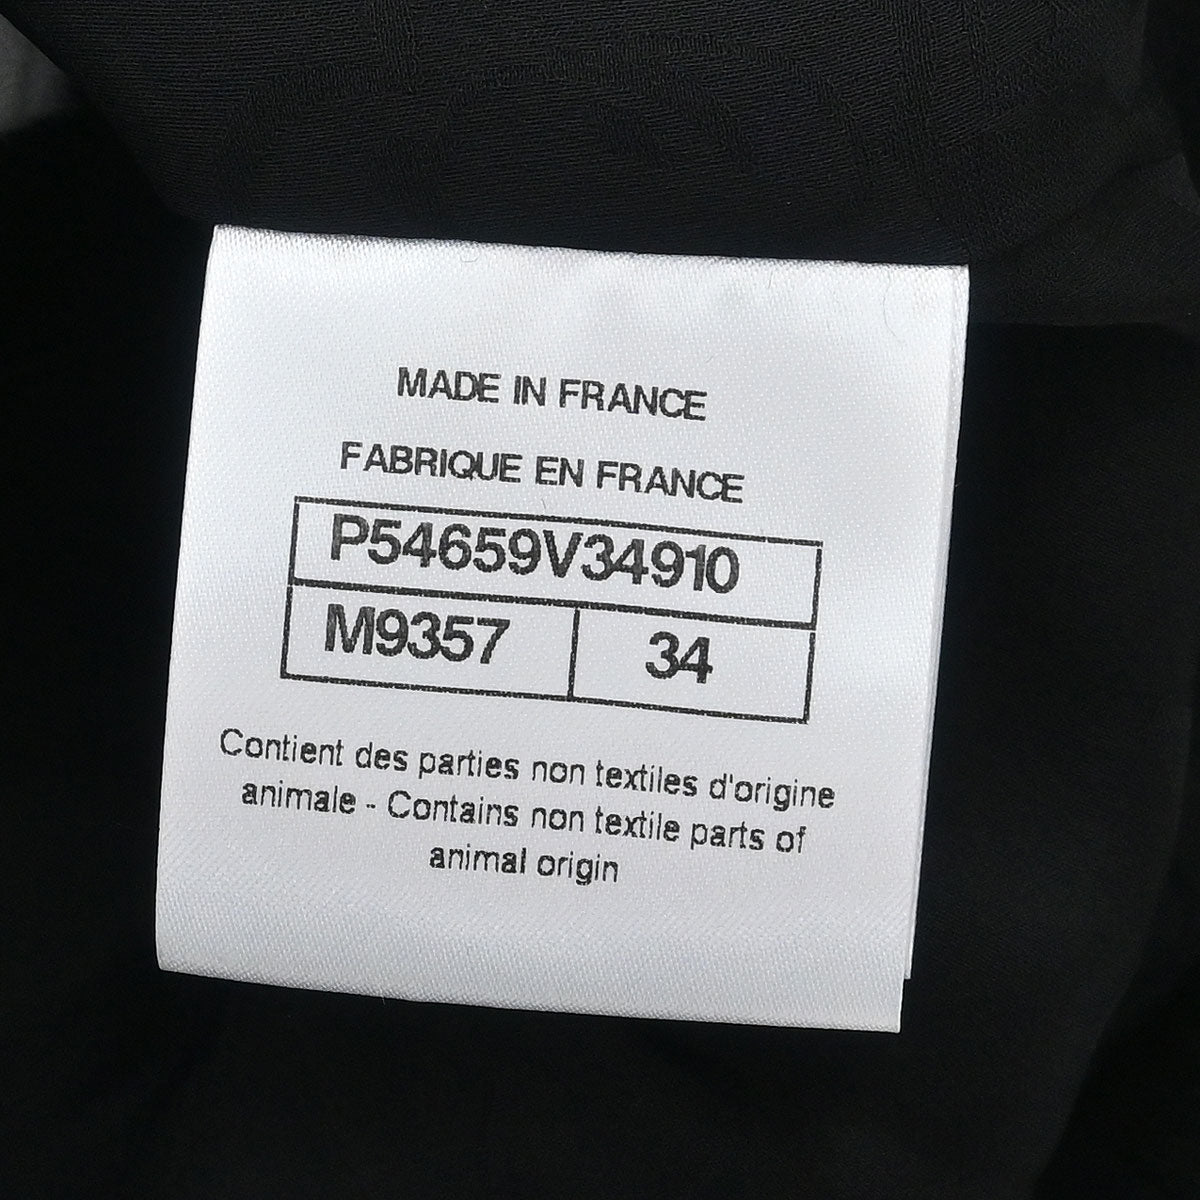 MADE IN FRANCE
FABRIQUE EN FRANCE
P54659V34910
M9357 34
Contient des parties non textiles d'origine
animale - Contains non textile parts of
animal origin